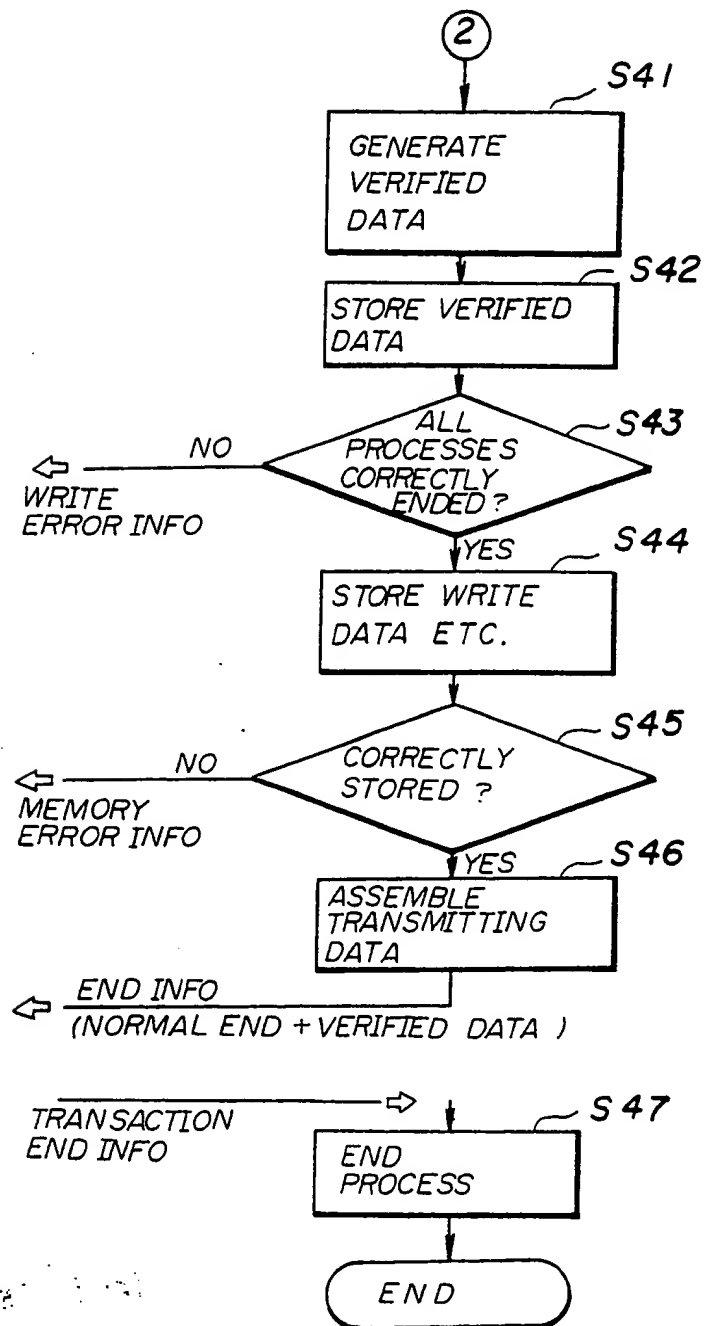 2
S41
GENERATE
VERIFIED
DATA
S42
STORE VERIFIED
DATA
S43
ALL
PROCESSES
CORRECTLY
ENDED ?
NO
WRITE
ERROR INFO
YES
S44
STORE WRITE
DATA ETC.
S45
CORRECTLY
STORED ?
NO
MEMORY
ERROR INFO
YES
S46
ASSEMBLE
TRANSMITTING
DATA
END INFO
(NORMAL END + VERIFIED DATA )
TRANSACTION
END INFO
S47
END
PROCESS
END